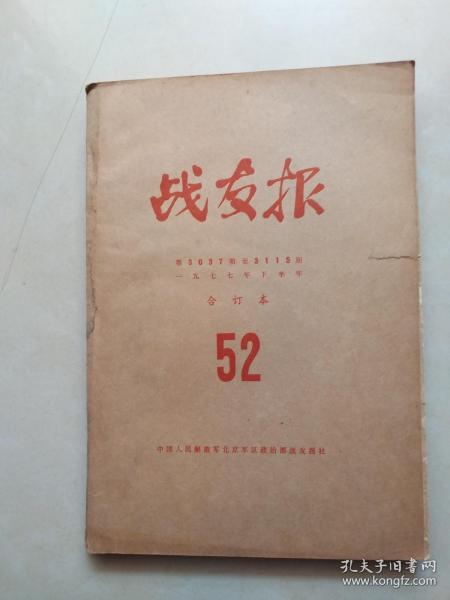 战友报
第3037期至3115期
一九七七年下半年
合订本
52
中国人民解放军北京军区政治部战友报社
孔夫子旧书网
www.kongfz.com